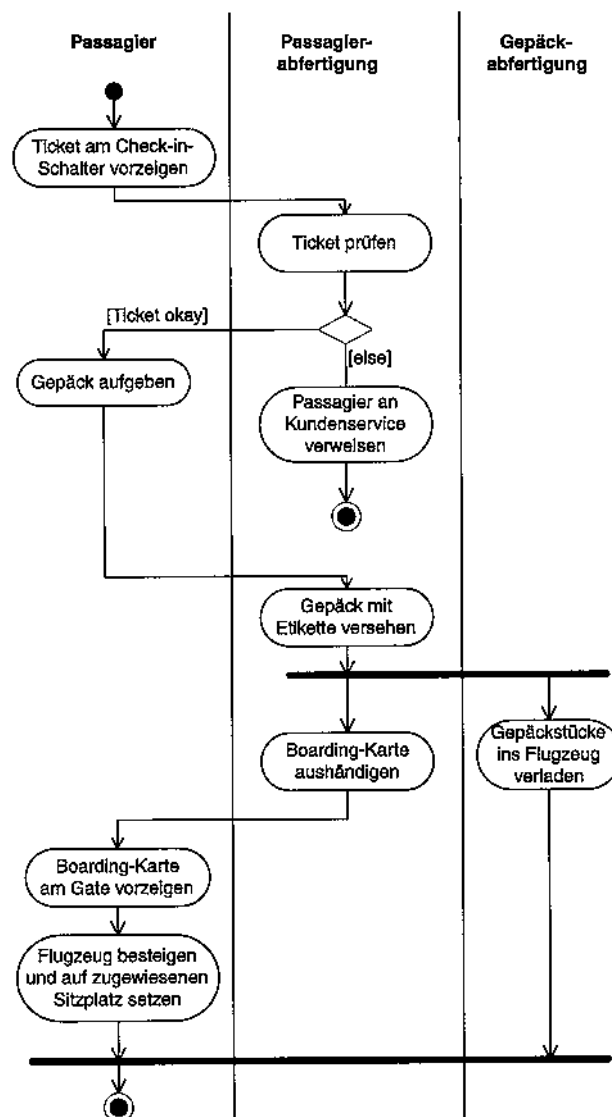 Passagier
Passagier-
abfertigung
Gepäck-
abfertigung
Ticket am Check-in-
Schalter vorzeigen
Ticket prüfen
[Ticket okay]
[else]
Gepäck aufgeben
Passagier an
Kundenservice
verweisen
Gepäck mit
Etikette versehen
Boarding-Karte
aushändigen
Gepäckstücke
ins Flugzeug
verladen
Boarding-Karte
am Gate vorzeigen
Flugzeug besteigen
und auf zugewiesenen
Sitzplatz setzen